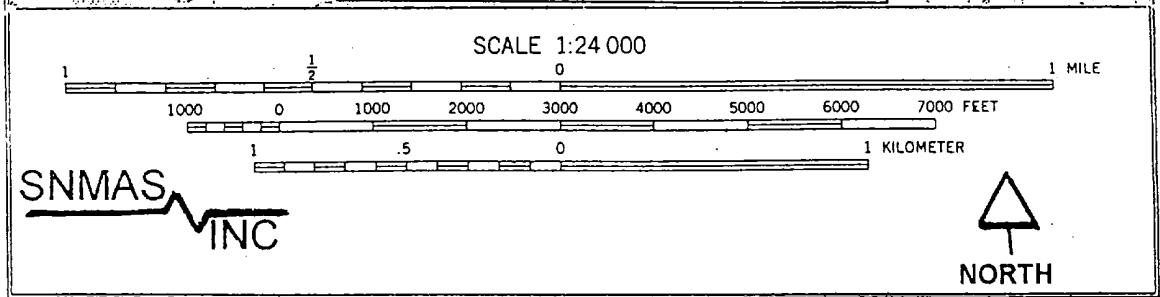 SCALE 1:24 000
1 1/2 0 1 MILE
1000 0 1000 2000 3000 4000 5000 6000 7000 FEET
1 .5 0 1 KILOMETER
SNMAS
INC
NORTH